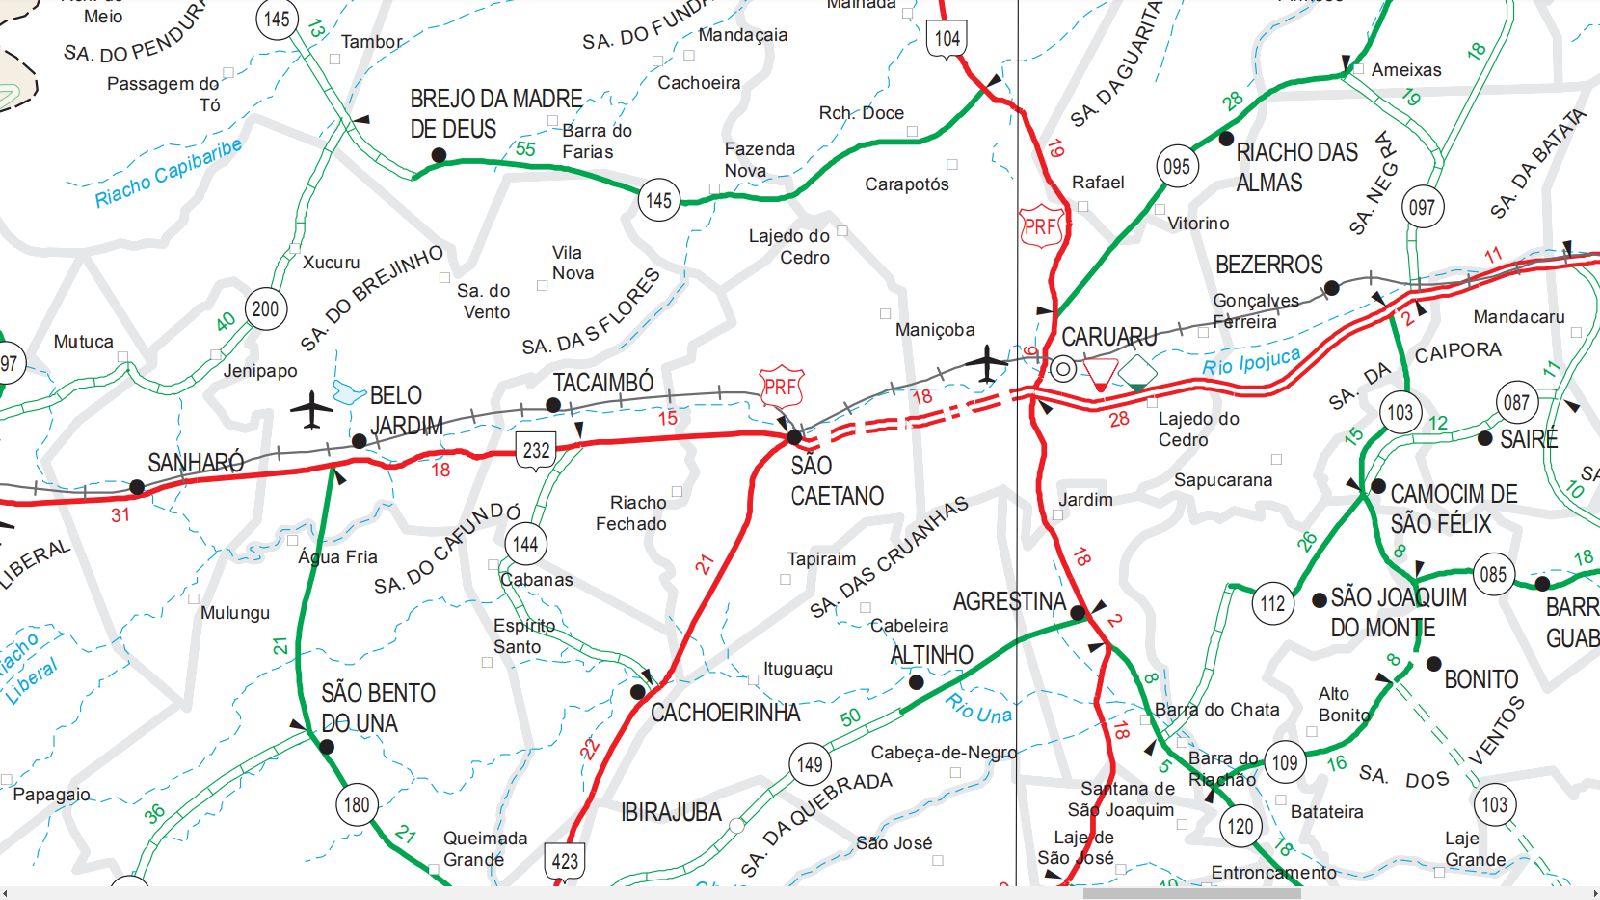 Meio
145
13
Tambor
SA. DO PENDURA
Passagem do
Tó
SA. DO FUNDA
Mandaçaia
Cachoeira
Malhada
104
SA. DA GUARITA
Ameixas
18
19
28
BREJO DA MADRE
DE DEUS
55
Barra do
Farias
Rch. Doce
Fazenda
Nova
Carapotós
145
Riacho Capibaribe
19
Rafael
095
RIACHO DAS
ALMAS
Vitorino
SA. NEGRA
097
SA. DA BATATA
PRF
Lajedo do
Cedro
Xucuru
SA. DO BREJINHO
Vila
Nova
Sa. do
Vento
SA. DAS FLORES
200
40
Mutuca
97
Jenipapo
BEZERROS
11
Gonçalves
Ferreira
Mandacaru
2
Maniçoba
CARUARU
6
Rio Ipojuca
SA. DA CAIPORA
11
BELO
JARDIM
TACAIMBÓ
PRF
15
18
28
Lajedo do
Cedro
103
12
087
SAIRÉ
15
SANHARÓ
18
232
31
SÃO
CAETANO
Sapucarana
CAMOCIM DE
SÃO FÉLIX
10
Riacho
Fechado
Jardim
SA. DO CAFUNDÓ
144
Cabanas
Água Fria
LIBERAL
21
Tapiraim
SA. DAS CRUANHAS
18
26
8
085
18
Mulungu
AGRESTINA
2
112
SÃO JOAQUIM
DO MONTE
BARR
GUAB
Espírito
Santo
Cabeleira
ALTINHO
Riacho
Liberal
21
Ituguaçu
8
8
BONITO
SÃO BENTO
DO UNA
CACHOEIRINHA
Rio Una
50
Barra do Chata
Alto
Bonito
22
18
VENTOS
Cabeça-de-Negro
149
5
Barra do
Riachão
109
16
SA. DOS
Papagaio
36
180
IBIRAJUBA
SA. DA QUEBRADA
Santana de
São Joaquim
Batateira
103
120
21
Queimada
Grande
423
São José
Laje de
São José
18
Laje
Grande
Entroncamento